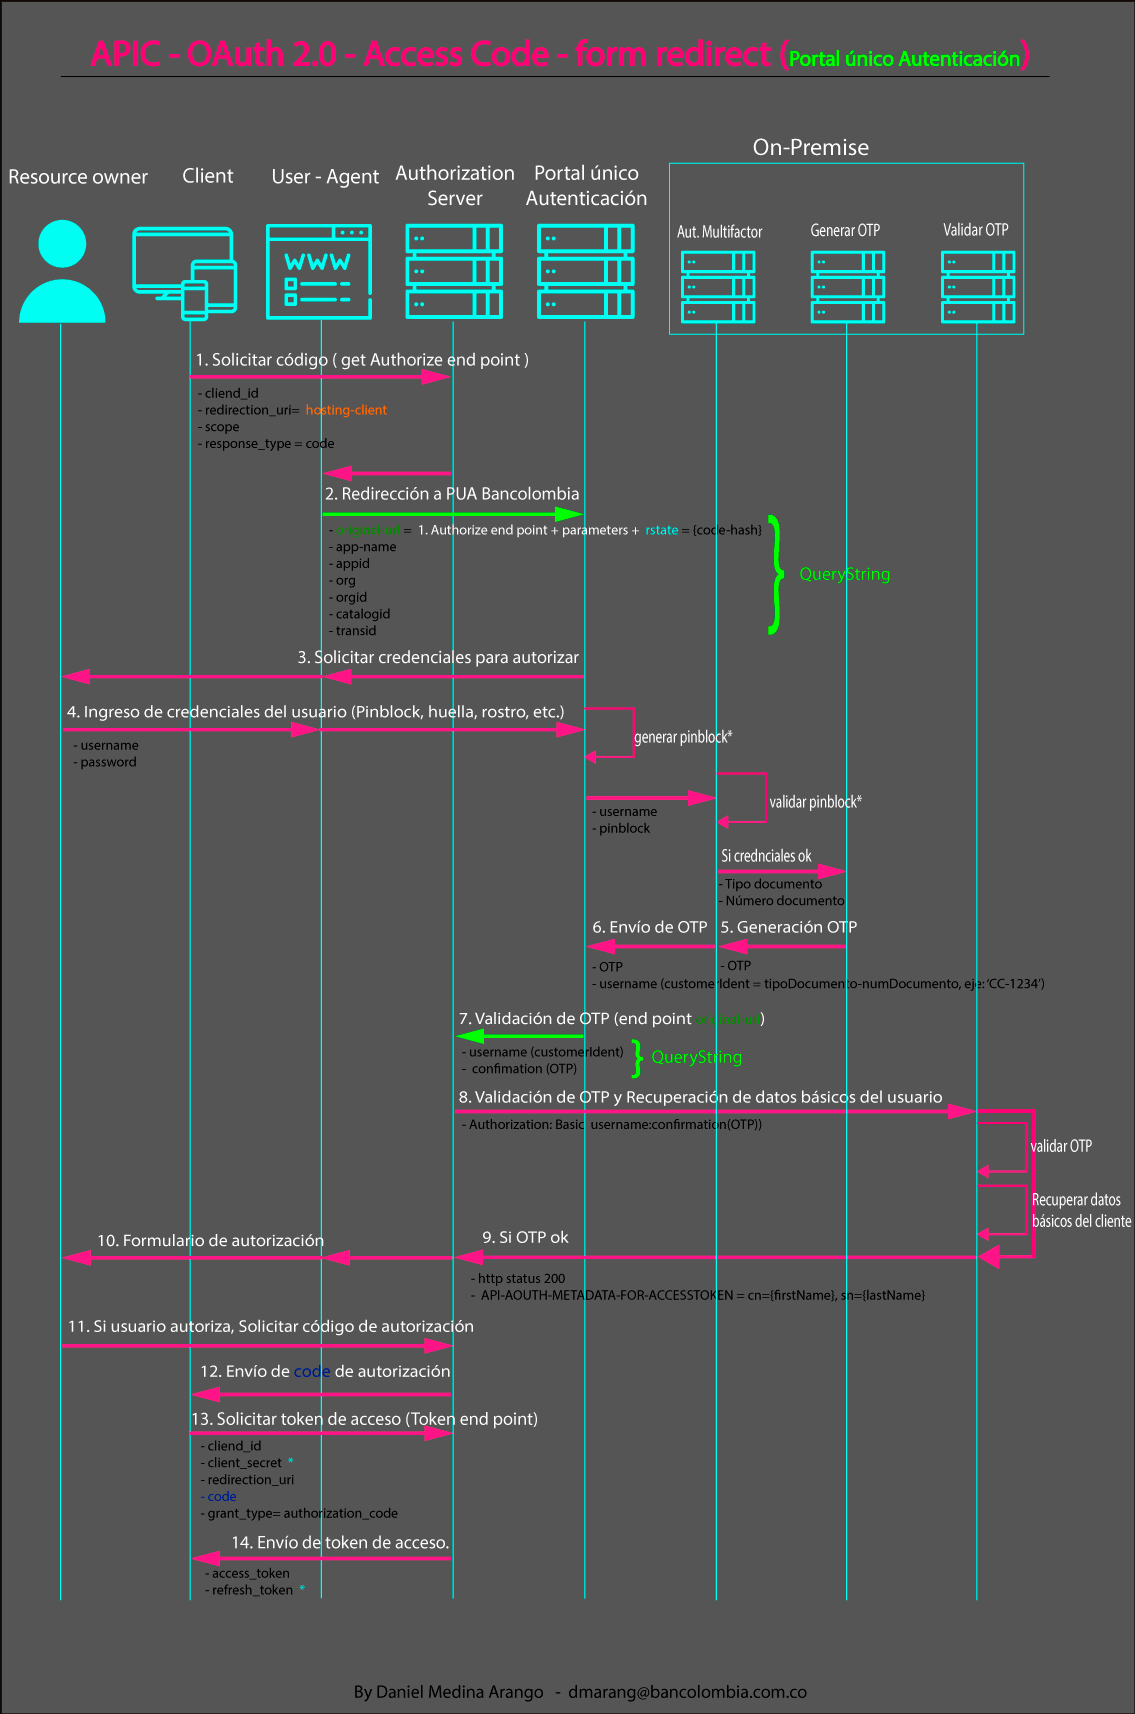 APIC - OAuth 2.0 - Access Code - form redirect (Portal único Autenticación)
On-Premise
Resource owner
Client
User - Agent
Authorization
Server
Portal único
Autenticación
Aut. Multifactor
Generar OTP
Validar OTP
1. Solicitar código ( get Authorize end point )
- cliend_id
- redirection_uri= hosting-client
- scope
- response_type = code
2. Redirección a PUA Bancolombia
- = 1. Authorize end point + parameters + rstate = {code-hash}
- app-name
- appid
- org
- orgid
- catalogid
- transid
QueryString
3. Solicitar credenciales para autorizar
4. Ingreso de credenciales del usuario (Pinblock, huella, rostro, etc.)
- username
- password
generar pinblock*
- username
- pinblock
validar pinblock*
Si crednciales ok
- Tipo documento
- Número documento
6. Envío de OTP
5. Generación OTP
- OTP
- OTP
- username (customerIdent = tipoDocumento-numDocumento, eje: 'CC-1234')
7. Validación de OTP (end point )
- username (customerIdent)
- confimation (OTP)
QueryString
8. Validación de OTP y Recuperación de datos básicos del usuario
- Authorization: Basic username:confirmation(OTP))
validar OTP
Recuperar datos
básicos del cliente
9. Si OTP ok
10. Formulario de autorización
- http status 200
- API-AOUTH-METADATA-FOR-ACCESSTOKEN = cn={firstName}, sn={lastName}
11. Si usuario autoriza, Solicitar código de autorización
12. Envío de code de autorización
13. Solicitar token de acceso (Token end point)
- cliend_id
- client_secret *
- redirection_uri
- code
- grant_type= authorization_code
14. Envío de token de acceso.
- access_token
- refresh_token *
By Daniel Medina Arango - dmarang@bancolombia.com.co
WWW